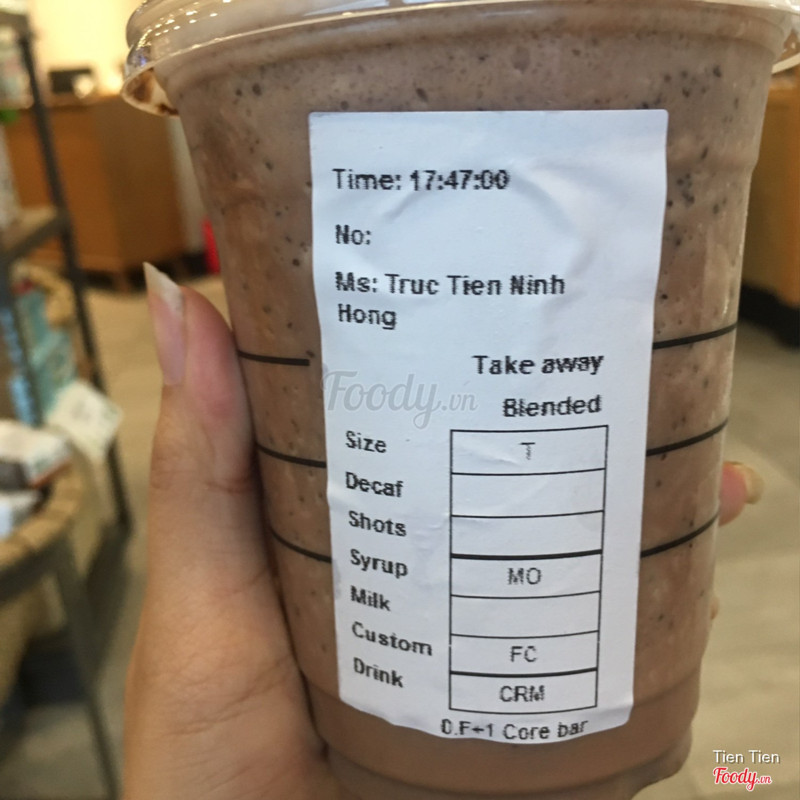 Time: 17:47:00
No:
Ms: Truc Tien Ninh
Hong
Take away
Blended
Foody.vn
Size T
Decaf
Shots
Syrup MO
Milk
Custom FC
Drink CRM
0.F+1 Core bar
Tien Tien
Foody.vn